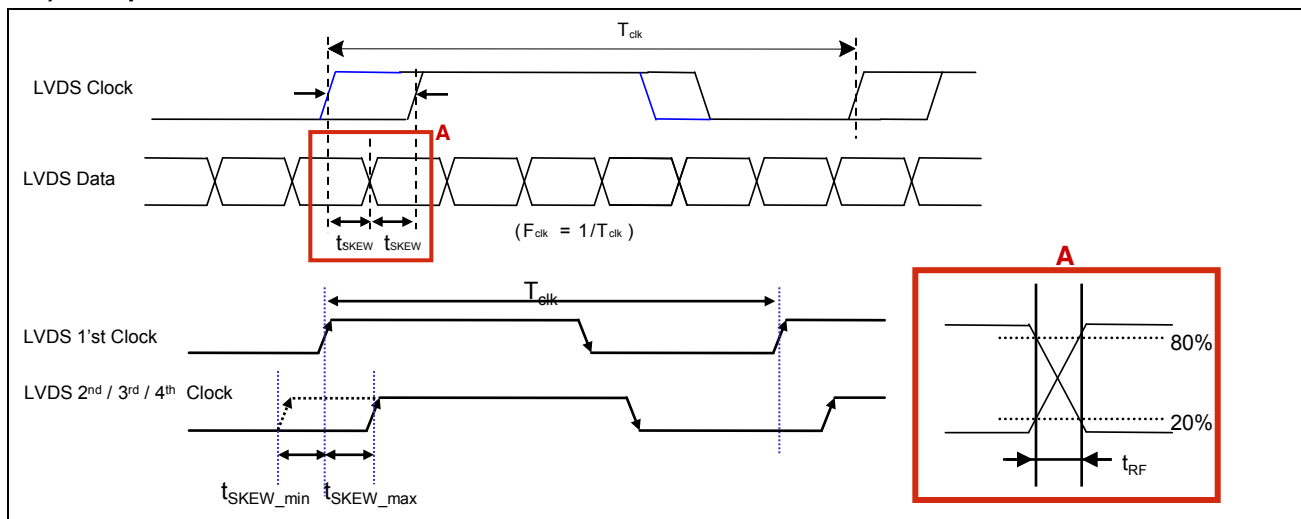 Tclk
LVDS Clock
A
LVDS Data
tSKEW tSKEW
(Fclk = 1/Tclk)
A
Tclk
LVDS 1'st Clock
80%
LVDS 2nd / 3rd / 4th Clock
20%
tRF
tSKEW_min tSKEW_max